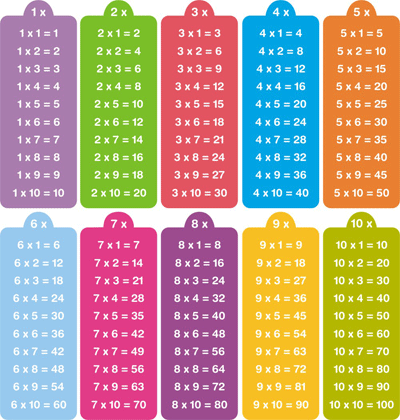 1 x
1 x 1 = 1
1 x 2 = 2
1 x 3 = 3
1 x 4 = 4
1 x 5 = 5
1 x 6 = 6
1 x 7 = 7
1 x 8 = 8
1 x 9 = 9
1 x 10 = 10
2 x
2 x 1 = 2
2 x 2 = 4
2 x 3 = 6
2 x 4 = 8
2 x 5 = 10
2 x 6 = 12
2 x 7 = 14
2 x 8 = 16
2 x 9 = 18
2 x 10 = 20
3 x
3 x 1 = 3
3 x 2 = 6
3 x 3 = 9
3 x 4 = 12
3 x 5 = 15
3 x 6 = 18
3 x 7 = 21
3 x 8 = 24
3 x 9 = 27
3 x 10 = 30
4 x
4 x 1 = 4
4 x 2 = 8
4 x 3 = 12
4 x 4 = 16
4 x 5 = 20
4 x 6 = 24
4 x 7 = 28
4 x 8 = 32
4 x 9 = 36
4 x 10 = 40
5 x
5 x 1 = 5
5 x 2 = 10
5 x 3 = 15
5 x 4 = 20
5 x 5 = 25
5 x 6 = 30
5 x 7 = 35
5 x 8 = 40
5 x 9 = 45
5 x 10 = 50
6 x
6 x 1 = 6
6 x 2 = 12
6 x 3 = 18
6 x 4 = 24
6 x 5 = 30
6 x 6 = 36
6 x 7 = 42
6 x 8 = 48
6 x 9 = 54
6 x 10 = 60
7 x
7 x 1 = 7
7 x 2 = 14
7 x 3 = 21
7 x 4 = 28
7 x 5 = 35
7 x 6 = 42
7 x 7 = 49
7 x 8 = 56
7 x 9 = 63
7 x 10 = 70
8 x
8 x 1 = 8
8 x 2 = 16
8 x 3 = 24
8 x 4 = 32
8 x 5 = 40
8 x 6 = 48
8 x 7 = 56
8 x 8 = 64
8 x 9 = 72
8 x 10 = 80
9 x
9 x 1 = 9
9 x 2 = 18
9 x 3 = 27
9 x 4 = 36
9 x 5 = 45
9 x 6 = 54
9 x 7 = 63
9 x 8 = 72
9 x 9 = 81
9 x 10 = 90
10 x
10 x 1 = 10
10 x 2 = 20
10 x 3 = 30
10 x 4 = 40
10 x 5 = 50
10 x 6 = 60
10 x 7 = 70
10 x 8 = 80
10 x 9 = 90
10 x 10 = 100